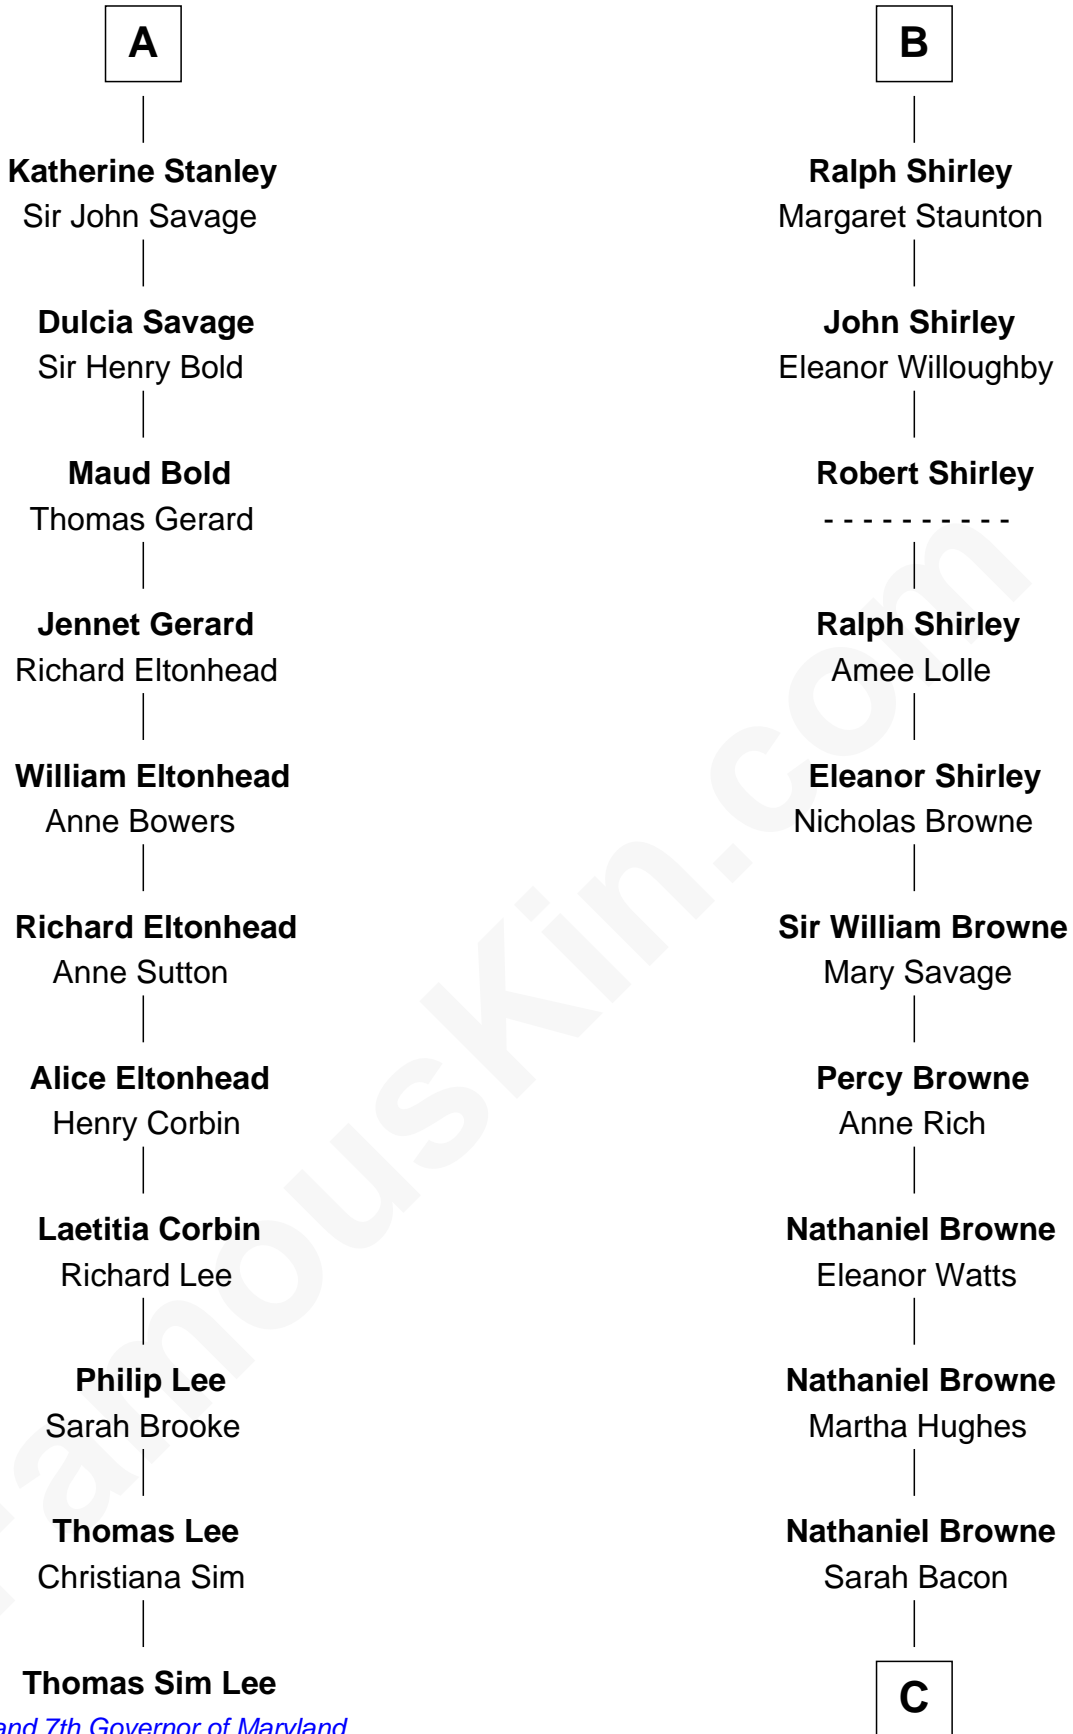 A
Katherine Stanley
Sir John Savage
Dulcia Savage
Sir Henry Bold
Maud Bold
Thomas Gerard
Jennet Gerard
Richard Eltonhead
William Eltonhead
Anne Bowers
Richard Eltonhead
Anne Sutton
Alice Eltonhead
Henry Corbin
Laetitia Corbin
Richard Lee
Philip Lee
Sarah Brooke
Thomas Lee
Christiana Sim
Thomas Sim Lee
and 7th Governor of Maryland
B
Ralph Shirley
Margaret Staunton
John Shirley
Eleanor Willoughby
Robert Shirley
- - - - - - - - - -
Ralph Shirley
Amee Lolle
Eleanor Shirley
Nicholas Browne
Sir William Browne
Mary Savage
Percy Browne
Anne Rich
Nathaniel Browne
Eleanor Watts
Nathaniel Browne
Martha Hughes
Nathaniel Browne
Sarah Bacon
C
FamousKin.com